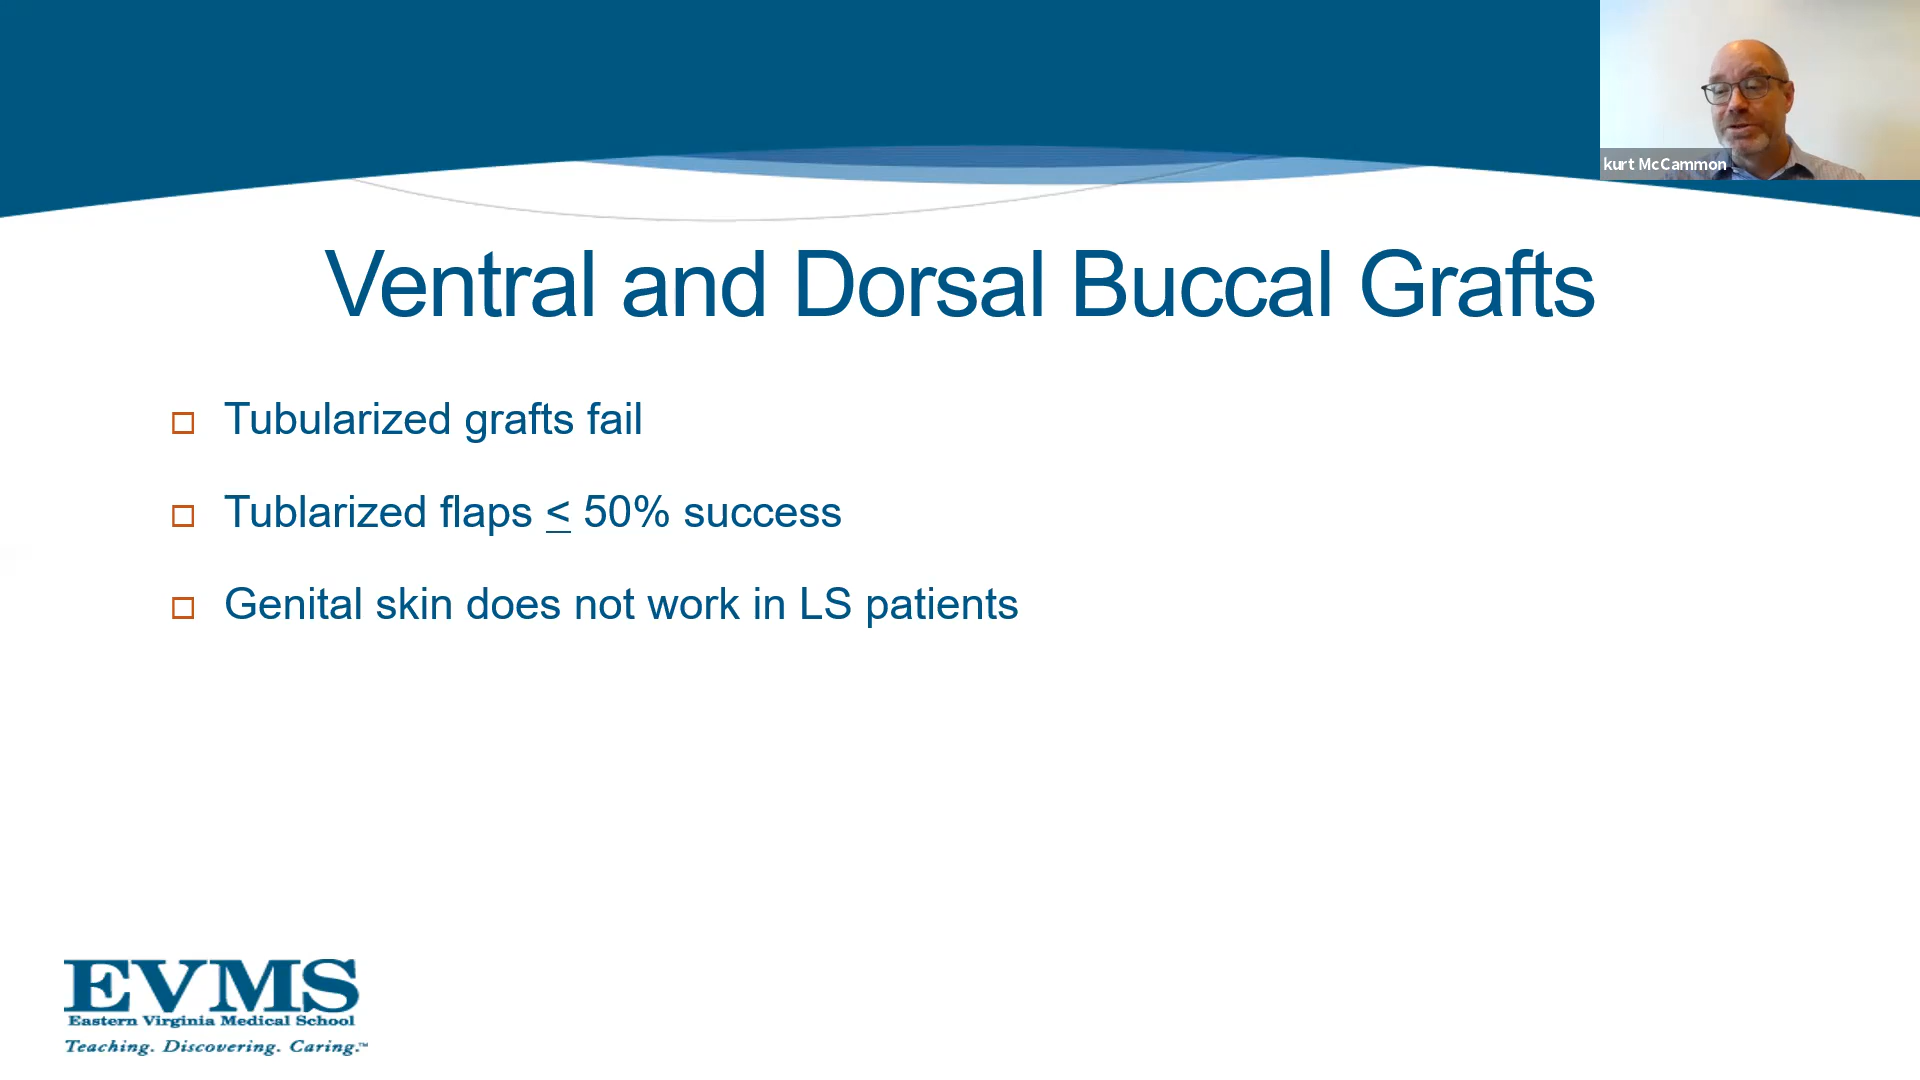 kurt McCammon
Ventral and Dorsal Buccal Grafts
Tubularized grafts fail
Tublarized flaps ≤ 50% success
Genital skin does not work in LS patients
EVMS
Eastern Virginia Medical School
Teaching. Discovering. Caring.™